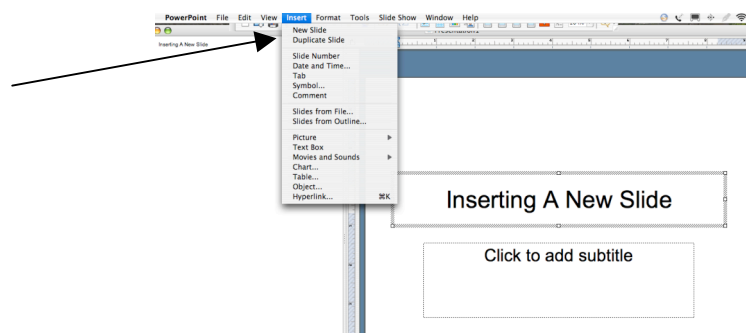 PowerPoint File Edit View Insert Format Tools Slide Show Window Help
Presentation1
Inserting A New Slide
New Slide
Duplicate Slide
Slide Number
Date and Time...
Tab
Symbol...
Comment
Slides from File...
Slides from Outline...
Picture
Text Box
Movies and Sounds
Chart...
Table...
Object...
Hyperlink... ⌘K
Inserting A New Slide
Click to add subtitle